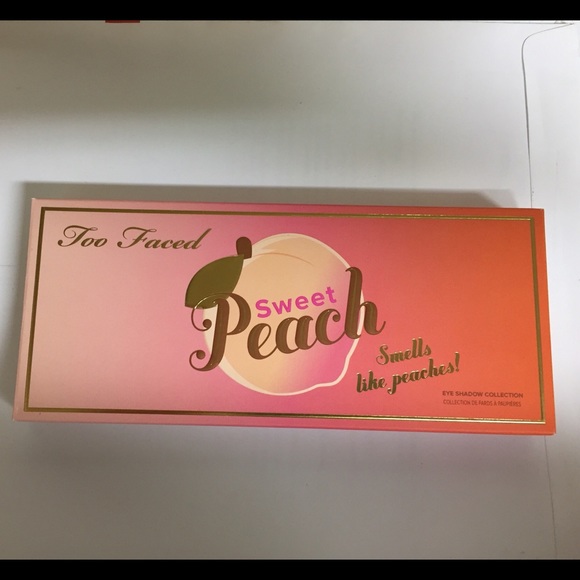 Too Faced
Sweet
Peach
Smells
like peaches!
EYE SHADOW COLLECTION
COLLECTION DE FARDS À PAUPIÈRES